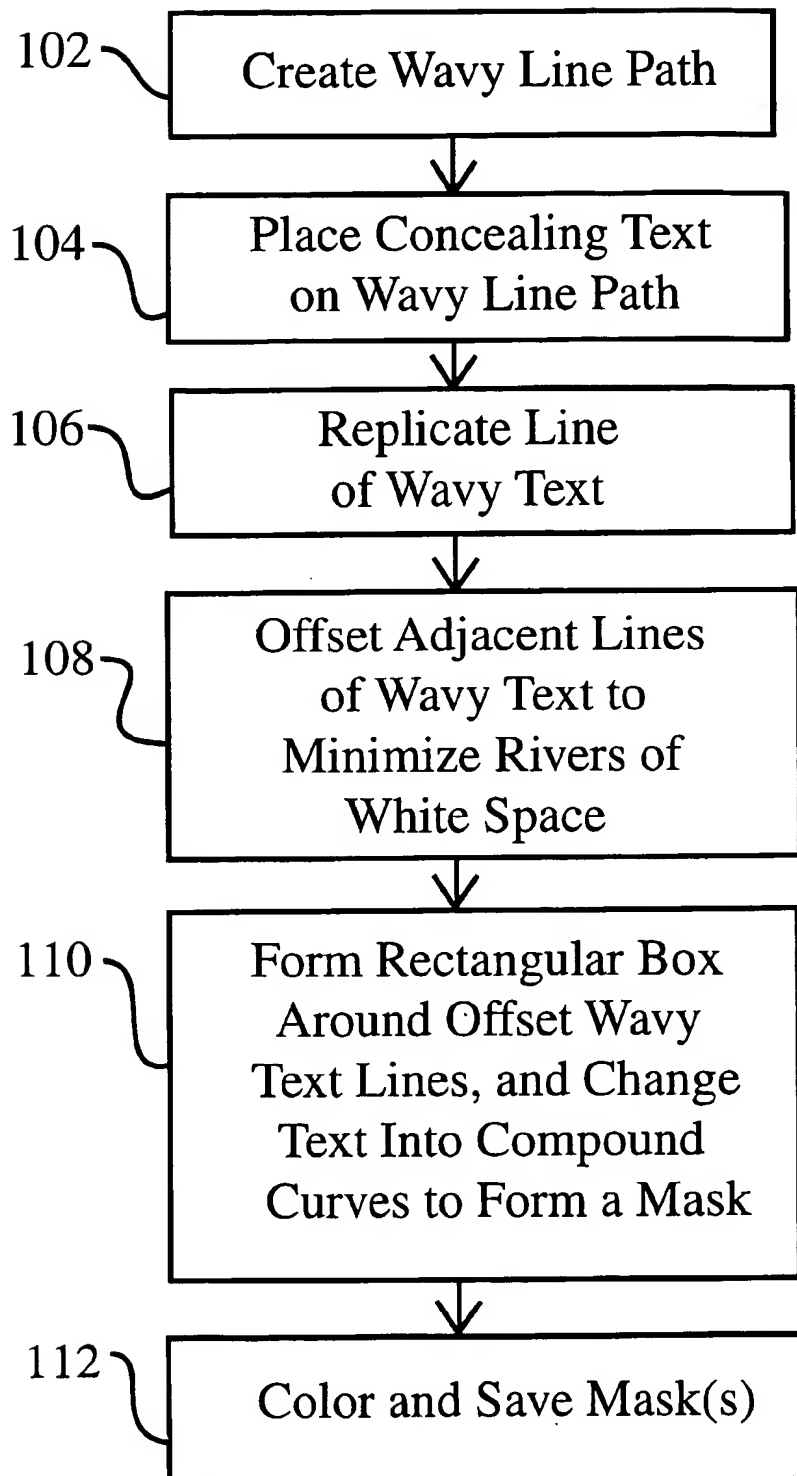 102
Create Wavy Line Path
104
Place Concealing Text
on Wavy Line Path
106
Replicate Line
of Wavy Text
108
Offset Adjacent Lines
of Wavy Text to
Minimize Rivers of
White Space
110
Form Rectangular Box
Around Offset Wavy
Text Lines, and Change
Text Into Compound
Curves to Form a Mask
112
Color and Save Mask(s)